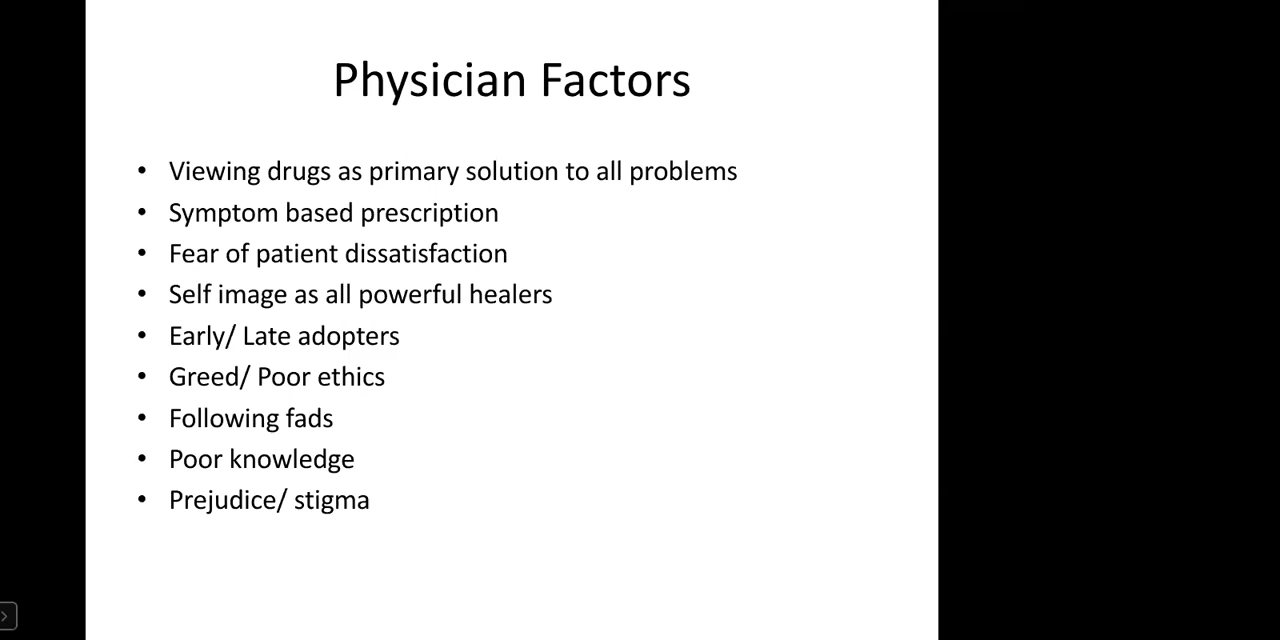 Physician Factors
• Viewing drugs as primary solution to all problems
• Symptom based prescription
• Fear of patient dissatisfaction
• Self image as all powerful healers
• Early/ Late adopters
• Greed/ Poor ethics
• Following fads
• Poor knowledge
• Prejudice/ stigma